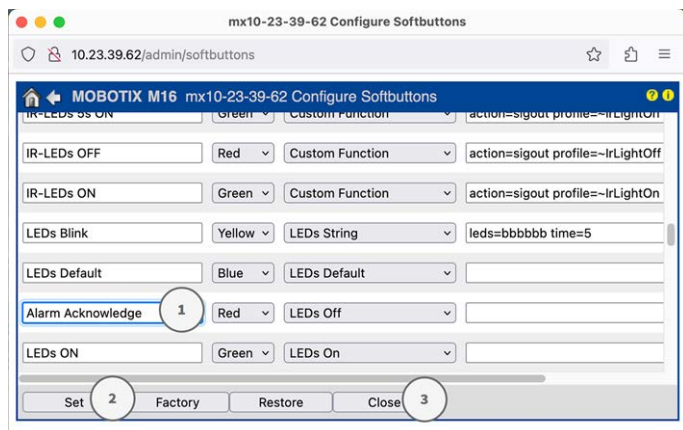 mx10-23-39-62 Configure Softbuttons
10.23.39.62/admin/softbuttons
MOBOTIX M16 mx10-23-39-62 Configure Softbuttons ? i
IR-LEDs 5s ON Green Custom Function action=sigout profile=~IrLightOn
IR-LEDs OFF Red Custom Function action=sigout profile=~IrLightOff
IR-LEDs ON Green Custom Function action=sigout profile=~IrLightOn
LEDs Blink Yellow LEDs String leds=bbbbbb time=5
LEDs Default Blue LEDs Default
Alarm Acknowledge 1 Red LEDs Off
LEDs ON Green LEDs On
Set 2 Factory Restore Close 3